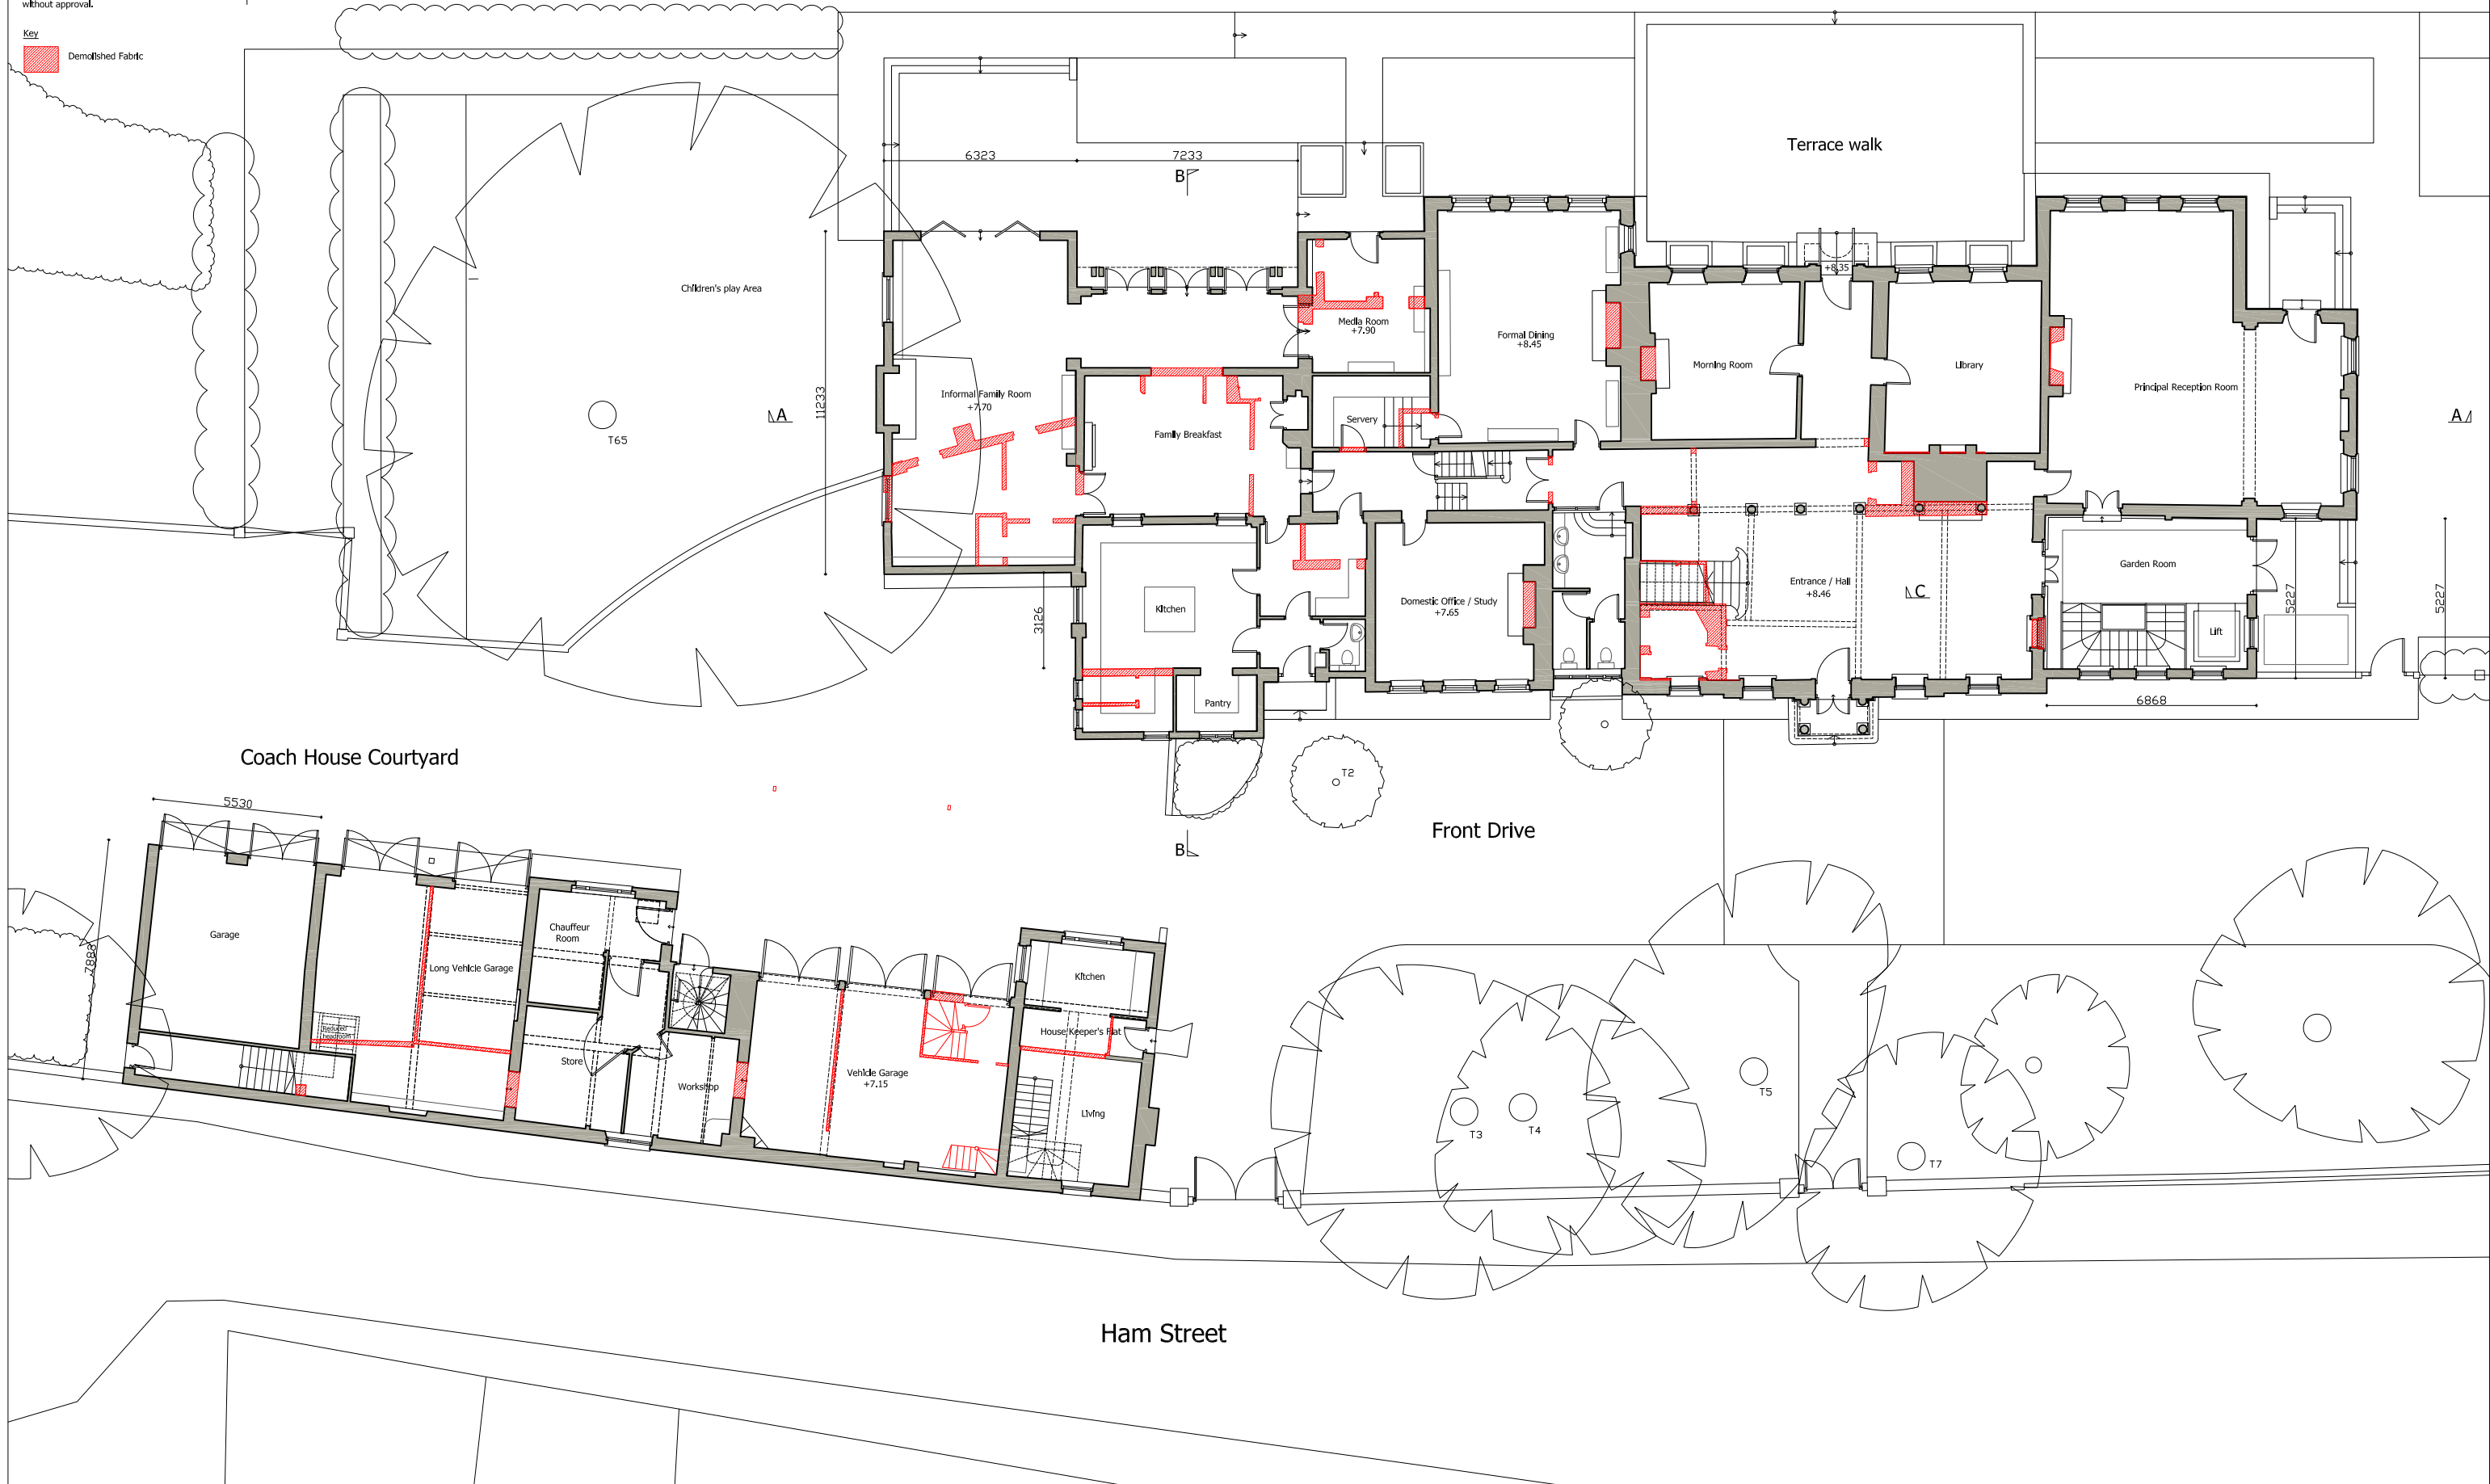 without approval.
Key
Demolished Fabric
Terrace walk
6323
7233
B
+8.35
Children's play Area
Media Room
+7.90
Formal Dining
+8.45
Morning Room
Library
Principal Reception Room
Informal Family Room
+7.70
11233
A
T65
Servery
Family Breakfast
A
Kitchen
3126
Domestic Office / Study
+7.65
Entrance / Hall
+8.46
C
Garden Room
Lift
5227
5227
Pantry
6868
Coach House Courtyard
T2
Front Drive
B
5530
7888
Garage
Long Vehicle Garage
Chauffeur
Room
Reduced
headroom
Store
Workshop
Vehicle Garage
+7.15
Kitchen
House Keeper's Flat
Living
T3
T4
T5
T7
Ham Street